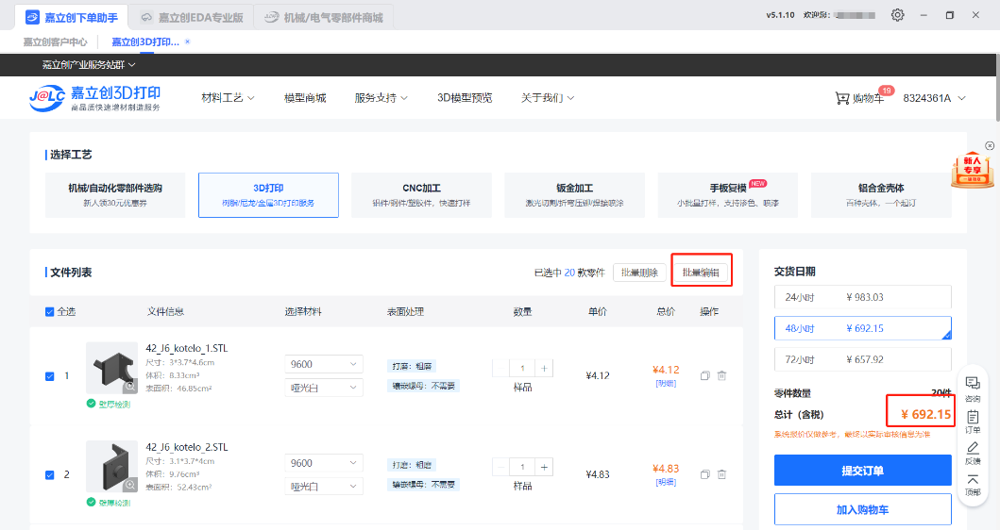 嘉立创下单助手
嘉立创EDA专业版
机械/电气零部件商城
v5.1.10 欢迎您：
嘉立创客户中心
嘉立创3D打印... ×
嘉立创产业服务站群
J@LC 嘉立创3D打印
高品质快速增材制造服务
材料工艺 模型商城 服务支持 3D模型预览 关于我们 购物车 19 8324361A
选择工艺
机械/自动化零部件选购
新人领30元优惠券
3D打印
树脂/尼龙/金属3D打印服务
CNC加工
铝件/钢件/塑胶件，快速打样
钣金加工
激光切割/折弯压铆/焊接喷涂
手板复模 NEW
小批量打样，支持渗色、喷漆
铝合金壳体
百种壳体，一个起订
新人
专享
文件列表
已选中 20 款零件 批量删除 批量编辑
全选 文件信息 选择材料 表面处理 数量 单价 总价 操作
1
42_J6_kotelo_1.STL
尺寸：3*3.7*4.6cm
体积：8.33cm³
表面积：46.85cm²
壁厚检测
9600
哑光白
打磨：粗磨
镶嵌螺母：不需要
- 1 +
样品
¥4.12
¥4.12
[明细]
2
42_J6_kotelo_2.STL
尺寸：3.1*3.7*4cm
体积：9.76cm³
表面积：52.43cm²
壁厚检测
9600
哑光白
打磨：粗磨
镶嵌螺母：不需要
- 1 +
样品
¥4.83
¥4.83
[明细]
交货日期
24小时 ¥ 983.03
48小时 ¥ 692.15
72小时 ¥ 657.92
零件数量 20件
总计（含税） ¥ 692.15
系统报价仅做参考，最终以实际审核信息为准
提交订单
加入购物车
咨询
订单
反馈
顶部